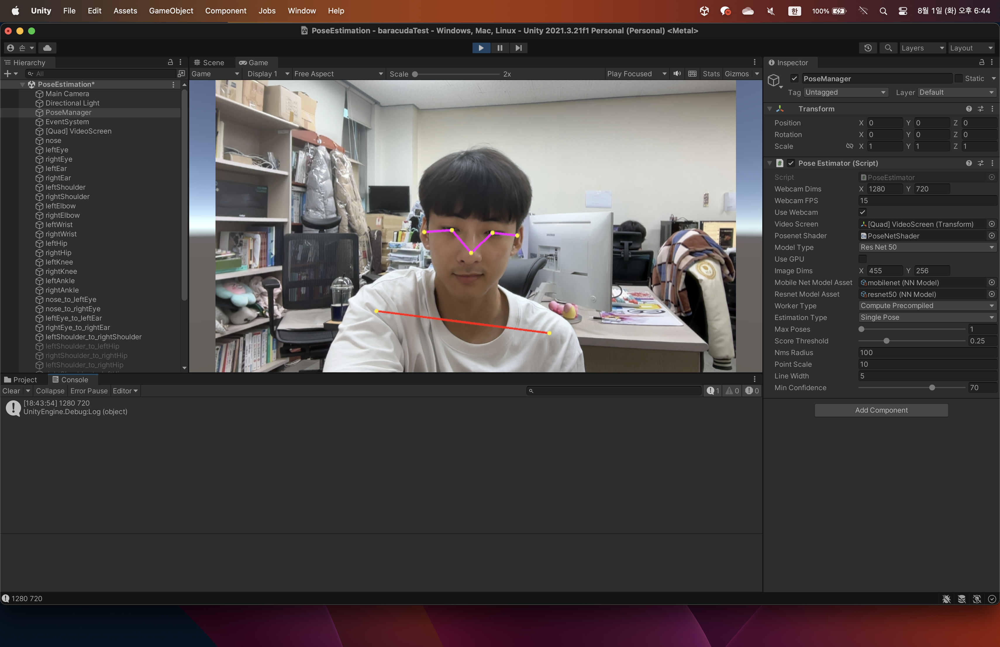 Unity File Edit Assets GameObject Component Jobs Window Help N 한 100% 8월 1일 (화) 오후 6:44
PoseEstimation - baracudaTest - Windows, Mac, Linux - Unity 2021.3.21f1 Personal (Personal) <Metal>
손 Layers Layout
Hierarchy
All
PoseEstimation*
Main Camera
Directional Light
PoseManager
EventSystem
[Quad] VideoScreen
nose
leftEye
rightEye
leftEar
rightEar
leftShoulder
rightShoulder
leftElbow
rightElbow
leftWrist
rightWrist
leftHip
rightHip
leftKnee
rightKnee
leftAnkle
rightAnkle
nose_to_leftEye
nose_to_rightEye
leftEye_to_leftEar
rightEye_to_rightEar
leftShoulder_to_rightShoulder
leftShoulder_to_leftHip
rightShoulder_to_rightHip
leftShoulder_to_rightHip
Scene Game
Game Display 1 Free Aspect Scale 2x Play Focused Stats Gizmos
Inspector
PoseManager Static
Tag Untagged Layer Default
Transform
Position X 0 Y 0 Z 0
Rotation X 0 Y 0 Z 0
Scale X 1 Y 1 Z 1
# Pose Estimator (Script)
Script # PoseEstimator
Webcam Dims X 1280 Y 720
Webcam FPS 15
Use Webcam
Video Screen [Quad] VideoScreen (Transform)
Posenet Shader Cs PoseNetShader
Model Type Res Net 50
Use GPU
Image Dims X 455 Y 256
Mobile Net Model Asset mobilenet (NN Model)
Resnet Model Asset resnet50 (NN Model)
Worker Type Compute Precompiled
Estimation Type Single Pose
Max Poses 1
Score Threshold 0.25
Nms Radius 100
Point Scale 10
Line Width 5
Min Confidence 70
Add Component
Project Console
Clear Collapse Error Pause Editor 1 0 0
[18:43:54] 1280 720
UnityEngine.Debug:Log (object)
1280 720